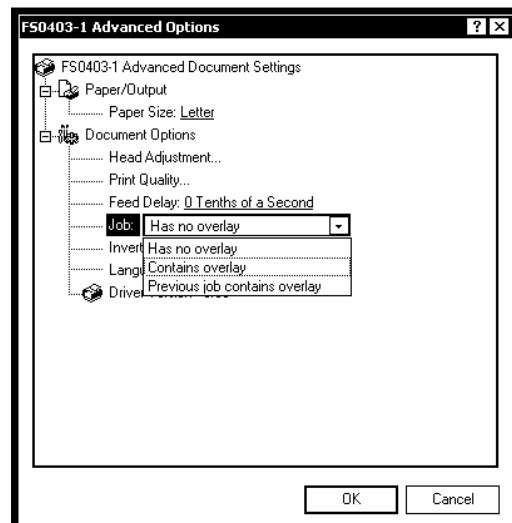 FS0403-1 Advanced Options
FS0403-1 Advanced Document Settings
Paper/Output
Paper Size: Letter
Document Options
Head Adjustment...
Print Quality...
Feed Delay: 0 Tenths of a Second
Job: Has no overlay
Invert
Has no overlay
Langu
Contains overlay
Driver
Previous job contains overlay
OK
Cancel